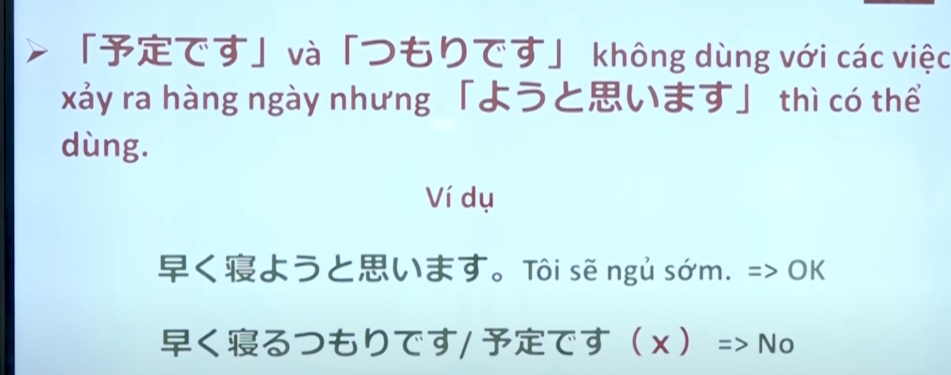 ➢ 「予定です」và「つもりです」 không dùng với các việc
xảy ra hàng ngày nhưng 「ようと思います」 thì có thể
dùng.
Ví dụ
早く寝ようと思います。Tôi sẽ ngủ sớm. => OK
早く寝るつもりです/ 予定です（x） => No